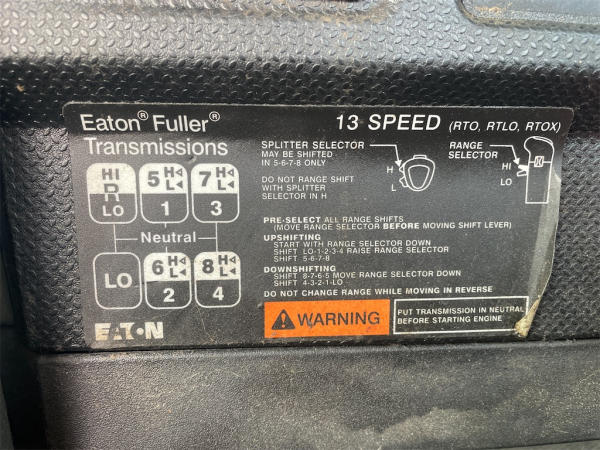 Eaton® Fuller®
Transmissions
13 SPEED (RTO, RTLO, RTOX)
HI
R
LO
5 H L
1
7 H L
3
Neutral
LO
6 H L
2
8 H L
4
EATON
SPLITTER SELECTOR
MAY BE SHIFTED
IN 5-6-7-8 ONLY
DO NOT RANGE SHIFT
WITH SPLITTER
SELECTOR IN H
H
L
RANGE
SELECTOR
HI
LO
PRE-SELECT ALL RANGE SHIFTS
(MOVE RANGE SELECTOR BEFORE MOVING SHIFT LEVER)
UPSHIFTING
START WITH RANGE SELECTOR DOWN
SHIFT LO-1-2-3-4 RAISE RANGE SELECTOR
SHIFT 5-6-7-8
DOWNSHIFTING
SHIFT 8-7-6-5 MOVE RANGE SELECTOR DOWN
SHIFT 4-3-2-1-LO
DO NOT CHANGE RANGE WHILE MOVING IN REVERSE
WARNING
PUT TRANSMISSION IN NEUTRAL
BEFORE STARTING ENGINE